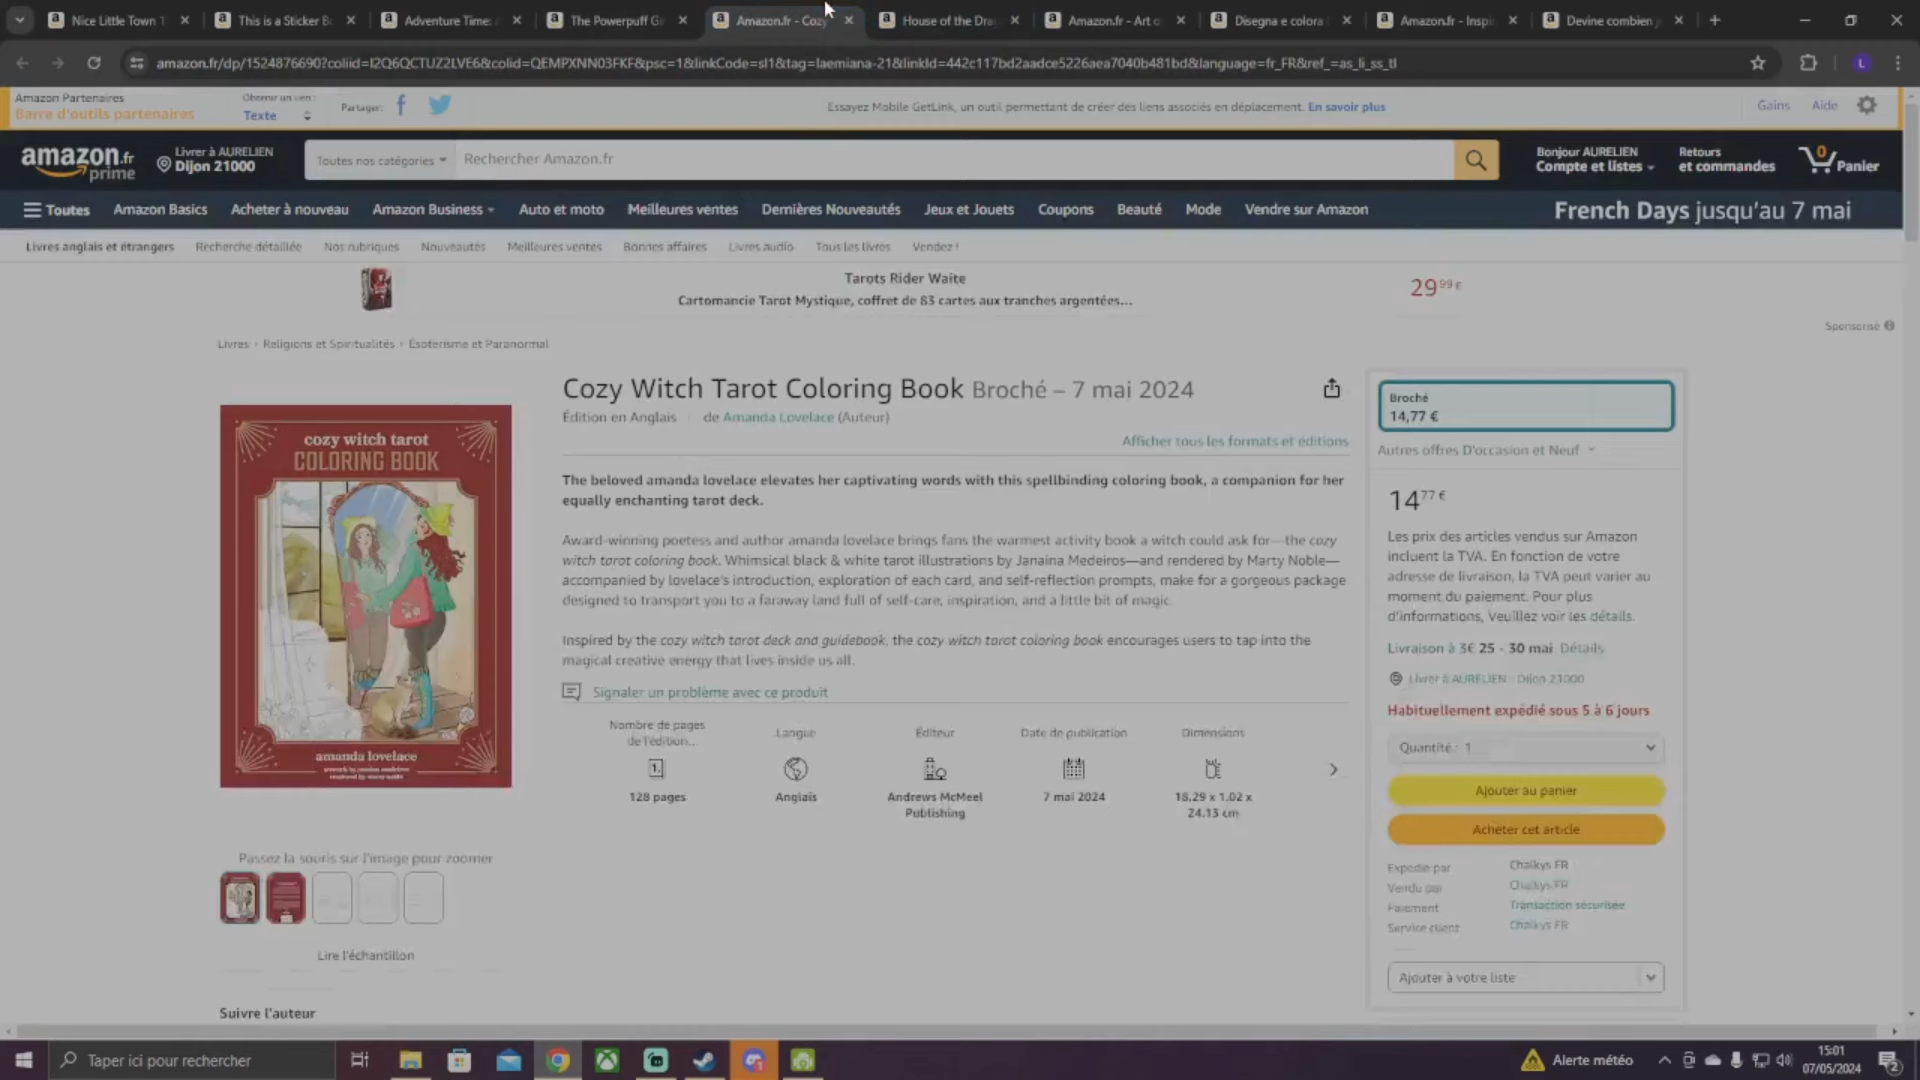 Nice Little Town 1
This is a Sticker B
Adventure Time:
The Powerpuff Gi
Amazon.fr - Cozy
House of the Dra
Amazon.fr - Art o
Disegna e colora
Amazon.fr - Inspi
Devine combien j
amazon.fr/dp/1524876690?coliid=I2Q6QCTUZ2LVE6&colid=QEMPXNN03FKF&psc=1&linkCode=sl1&tag=laemiana-21&linkId=442c117bd2aadce5226aea7040b481bd&language=fr_FR&ref_=as_li_ss_tl
L
Amazon Partenaires
Barre d'outils partenaires
Obtenir un lien :
Texte
Partager:
Essayez Mobile GetLink, un outil permettant de créer des liens associés en déplacement. En savoir plus
Gains
Aide
amazon.fr
prime
Livrer à AURELIEN
Dijon 21000
Toutes nos catégories
Rechercher Amazon.fr
Bonjour AURELIEN
Compte et listes
Retours
et commandes
0
Panier
Toutes
Amazon Basics
Acheter à nouveau
Amazon Business
Auto et moto
Meilleures ventes
Dernières Nouveautés
Jeux et Jouets
Coupons
Beauté
Mode
Vendre sur Amazon
French Days jusqu'au 7 mai
Livres anglais et étrangers
Recherche détaillée
Nos rubriques
Nouveautés
Meilleures ventes
Bonnes affaires
Livres audio
Tous les livres
Vendez !
Tarots Rider Waite
Cartomancie Tarot Mystique, coffret de 83 cartes aux tranches argentées...
29,99 €
Sponsorisé
Livres › Religions et Spiritualités › Ésotérisme et Paranormal
cozy witch tarot
COLORING BOOK
amanda lovelace
Cozy Witch Tarot Coloring Book Broché – 7 mai 2024
Édition en Anglais
de Amanda Lovelace (Auteur)
Afficher tous les formats et éditions
The beloved amanda lovelace elevates her captivating words with this spellbinding coloring book, a companion for her
equally enchanting tarot deck.
Award-winning poetess and author amanda lovelace brings fans the warmest activity book a witch could ask for—the cozy
witch tarot coloring book. Whimsical black & white tarot illustrations by Janaina Medeiros—and rendered by Marty Noble—
accompanied by lovelace's introduction, exploration of each card, and self-reflection prompts, make for a gorgeous package
designed to transport you to a faraway land full of self-care, inspiration, and a little bit of magic.
Inspired by the cozy witch tarot deck and guidebook, the cozy witch tarot coloring book encourages users to tap into the
magical creative energy that lives inside us all.
Signaler un problème avec ce produit
Nombre de pages
de l'édition...
128 pages
Langue
Anglais
Éditeur
Andrews McMeel
Publishing
Date de publication
7 mai 2024
Dimensions
18.29 x 1.02 x
24.13 cm
Passez la souris sur l'image pour zoomer
Lire l'échantillon
Suivre l'auteur
Broché
14,77 €
Autres offres D'occasion et Neuf
14 77 €
Les prix des articles vendus sur Amazon
incluent la TVA. En fonction de votre
adresse de livraison, la TVA peut varier au
moment du paiement. Pour plus
d'informations, Veuillez voir les détails.
Livraison à 3€ 25 - 30 mai Détails
Livrer à AURELIEN - Dijon 21000
Habituellement expédié sous 5 à 6 jours
Quantité : 1
Ajouter au panier
Acheter cet article
Expédié par
Chalkys FR
Vendu par
Chalkys FR
Paiement
Transaction sécurisée
Service client
Chalkys FR
Ajouter à votre liste
Taper ici pour rechercher
Alerte météo
15:01
07/05/2024
2